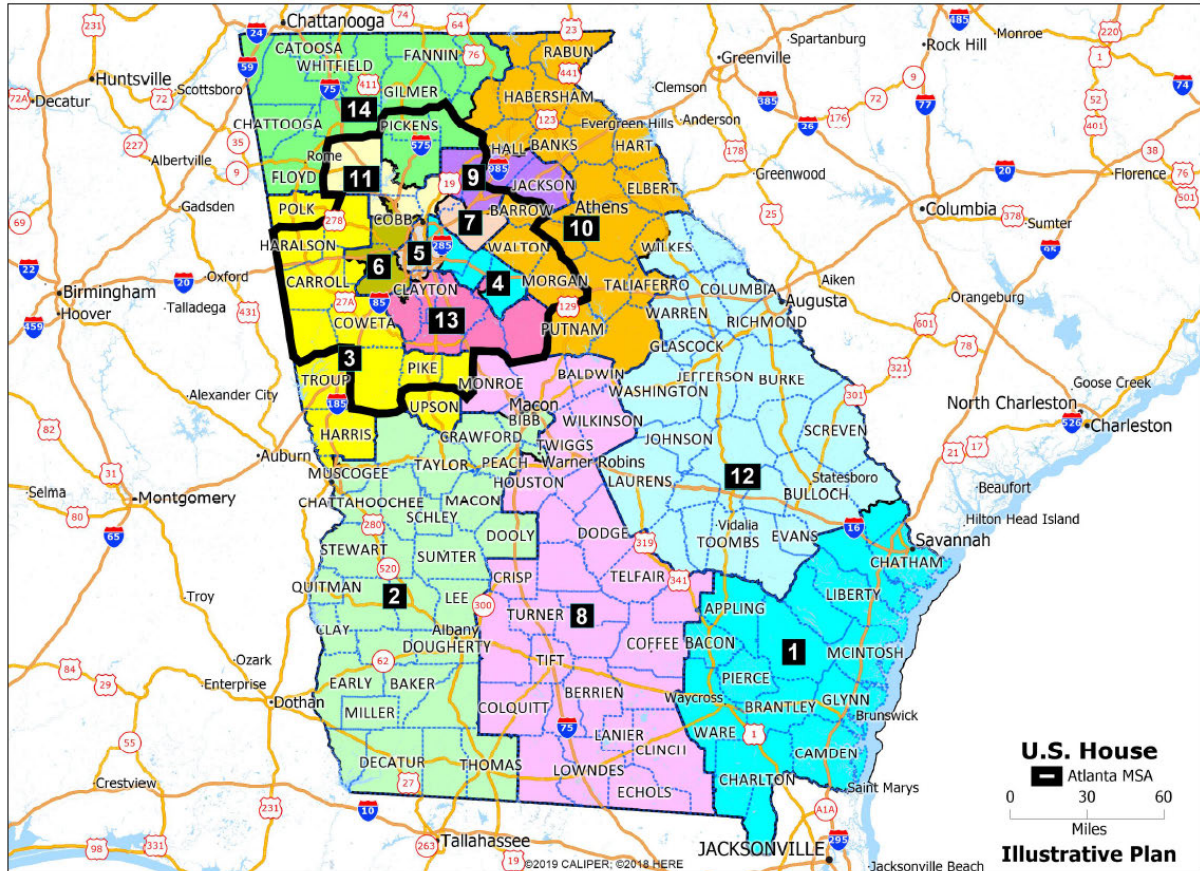 Chattanooga
CATOOSA
WHITFIELD
FANNIN
RABUN
Spartanburg
Rock Hill
Monroe
Greenville
Huntsville
Decatur
Scottsboro
GILMER
HABERSHAM
Clemson
CHATTOOGA
14
PICKENS
Evergreen Hills
Anderson
Albertville
Rome
HALL
BANKS
HART
Greenwood
Florence
FLOYD
11
9
JACKSON
ELBERT
Gadsden
POLK
COBB
7
BARROW
Athens
Columbia
Sumter
HARALSON
5
WALTON
10
WILKES
Oxford
6
Aiken
Birmingham
Hoover
Talladega
CARROLL
CLAYTON
4
MORGAN
TALIAFERRO
COLUMBIA
Augusta
Orangeburg
COWETA
13
PUTNAM
WARREN
RICHMOND
GLASCOCK
3
PIKE
BALDWIN
JEFFERSON
BURKE
Goose Creek
Alexander City
TROUP
MONROE
WASHINGTON
UPSON
Macon
BIBB
WILKINSON
North Charleston
Charleston
HARRIS
CRAWFORD
TWIGGS
JOHNSON
SCREVEN
Auburn
MUSCOGEE
TAYLOR
PEACH
Warner Robins
HOUSTON
LAURENS
12
Statesboro
BULLOCH
Selma
Montgomery
CHATTAHOOCHEE
MACON
SCHLEY
Beaufort
Hilton Head Island
STEWART
SUMTER
DOOLY
DODGE
Vidalia
TOOMBS
EVANS
Savannah
CHATHAM
QUITMAN
2
LEE
CRISP
TELFAIR
LIBERTY
Troy
TURNER
8
APPLING
CLAY
Albany
DOUGHERTY
COFFEE
BACON
1
MCINTOSH
Ozark
Enterprise
EARLY
BAKER
TIFT
PIERCE
Dothan
BERRIEN
Waycross
BRANTLEY
GLYNN
MILLER
COLQUITT
Brunswick
LANIER
WARE
CLINCH
CAMDEN
DECATUR
THOMAS
LOWNDES
CHARLTON
Crestview
ECHOLS
Saint Marys
Tallahassee
JACKSONVILLE
Jacksonville Beach
©2019 CALIPER; ©2018 HERE
U.S. House
Atlanta MSA
0 30 60
Miles
Illustrative Plan